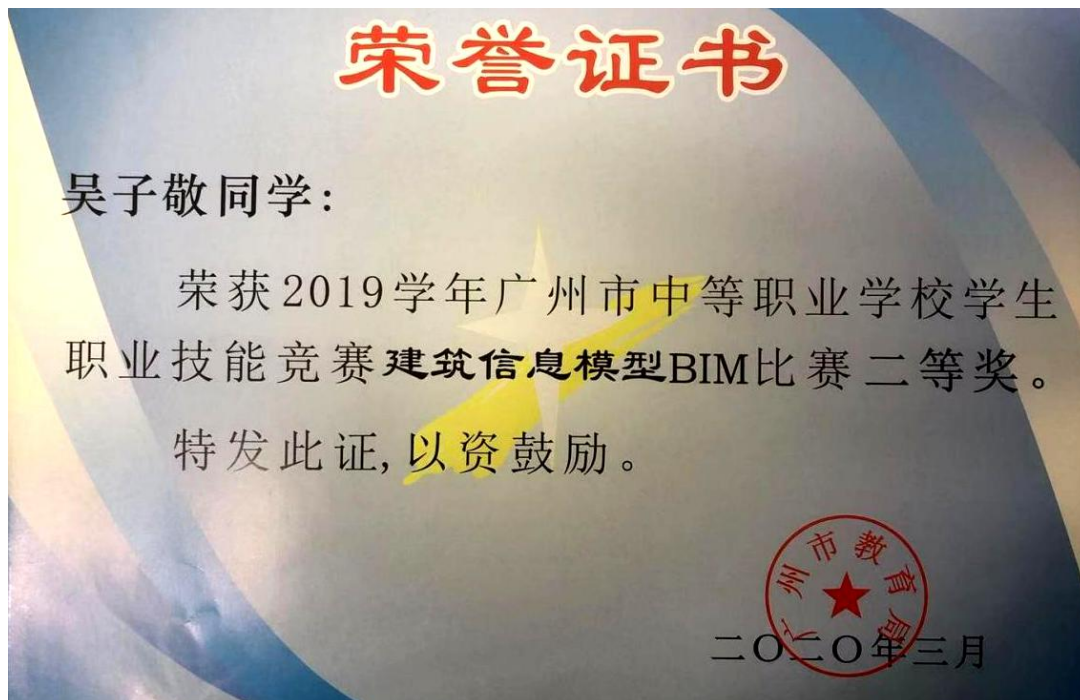 荣誉证书
吴子敬同学：
荣获2019学年广州市中等职业学校学生
职业技能竞赛建筑信息模型BIM比赛二等奖。
特发此证,以资鼓励。
广州市教育局
二〇二〇年三月